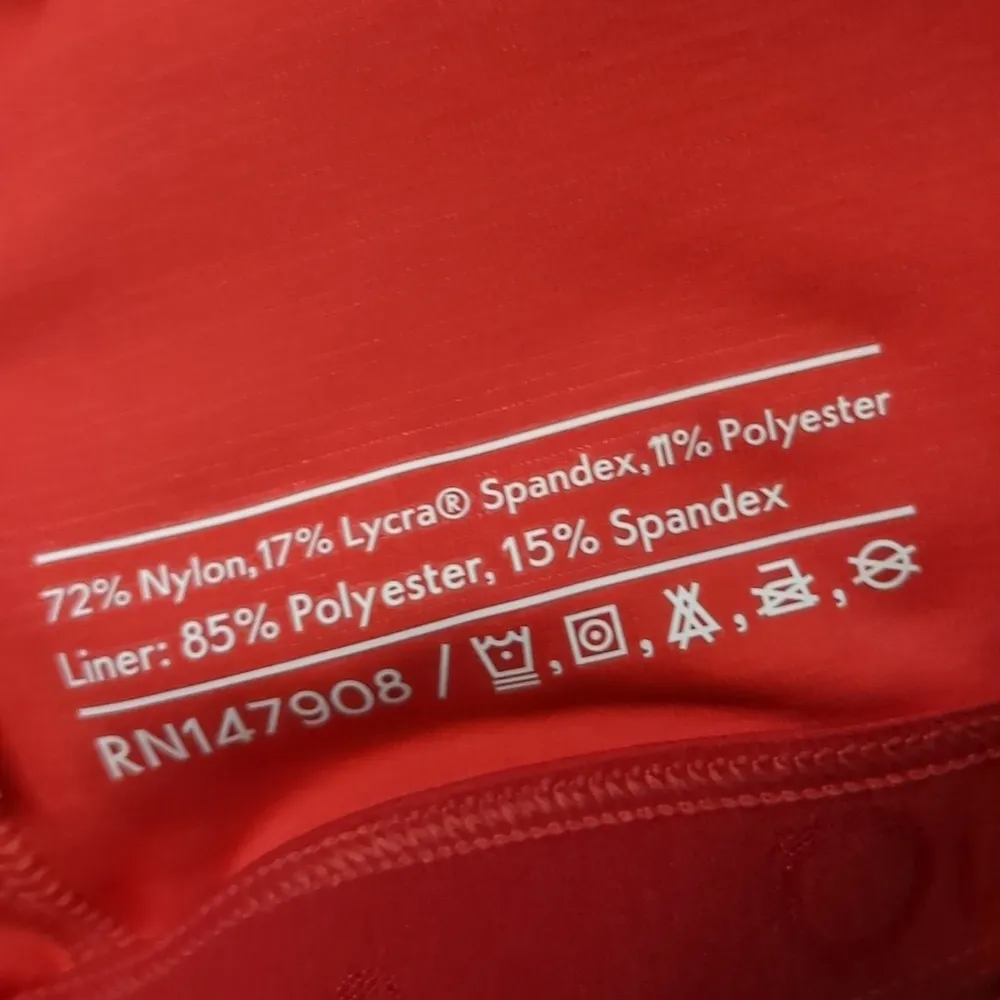 72% Nylon, 17% Lycra® Spandex, 11% Polyester
Liner: 85% Polyester, 15% Spandex
RN147908 /